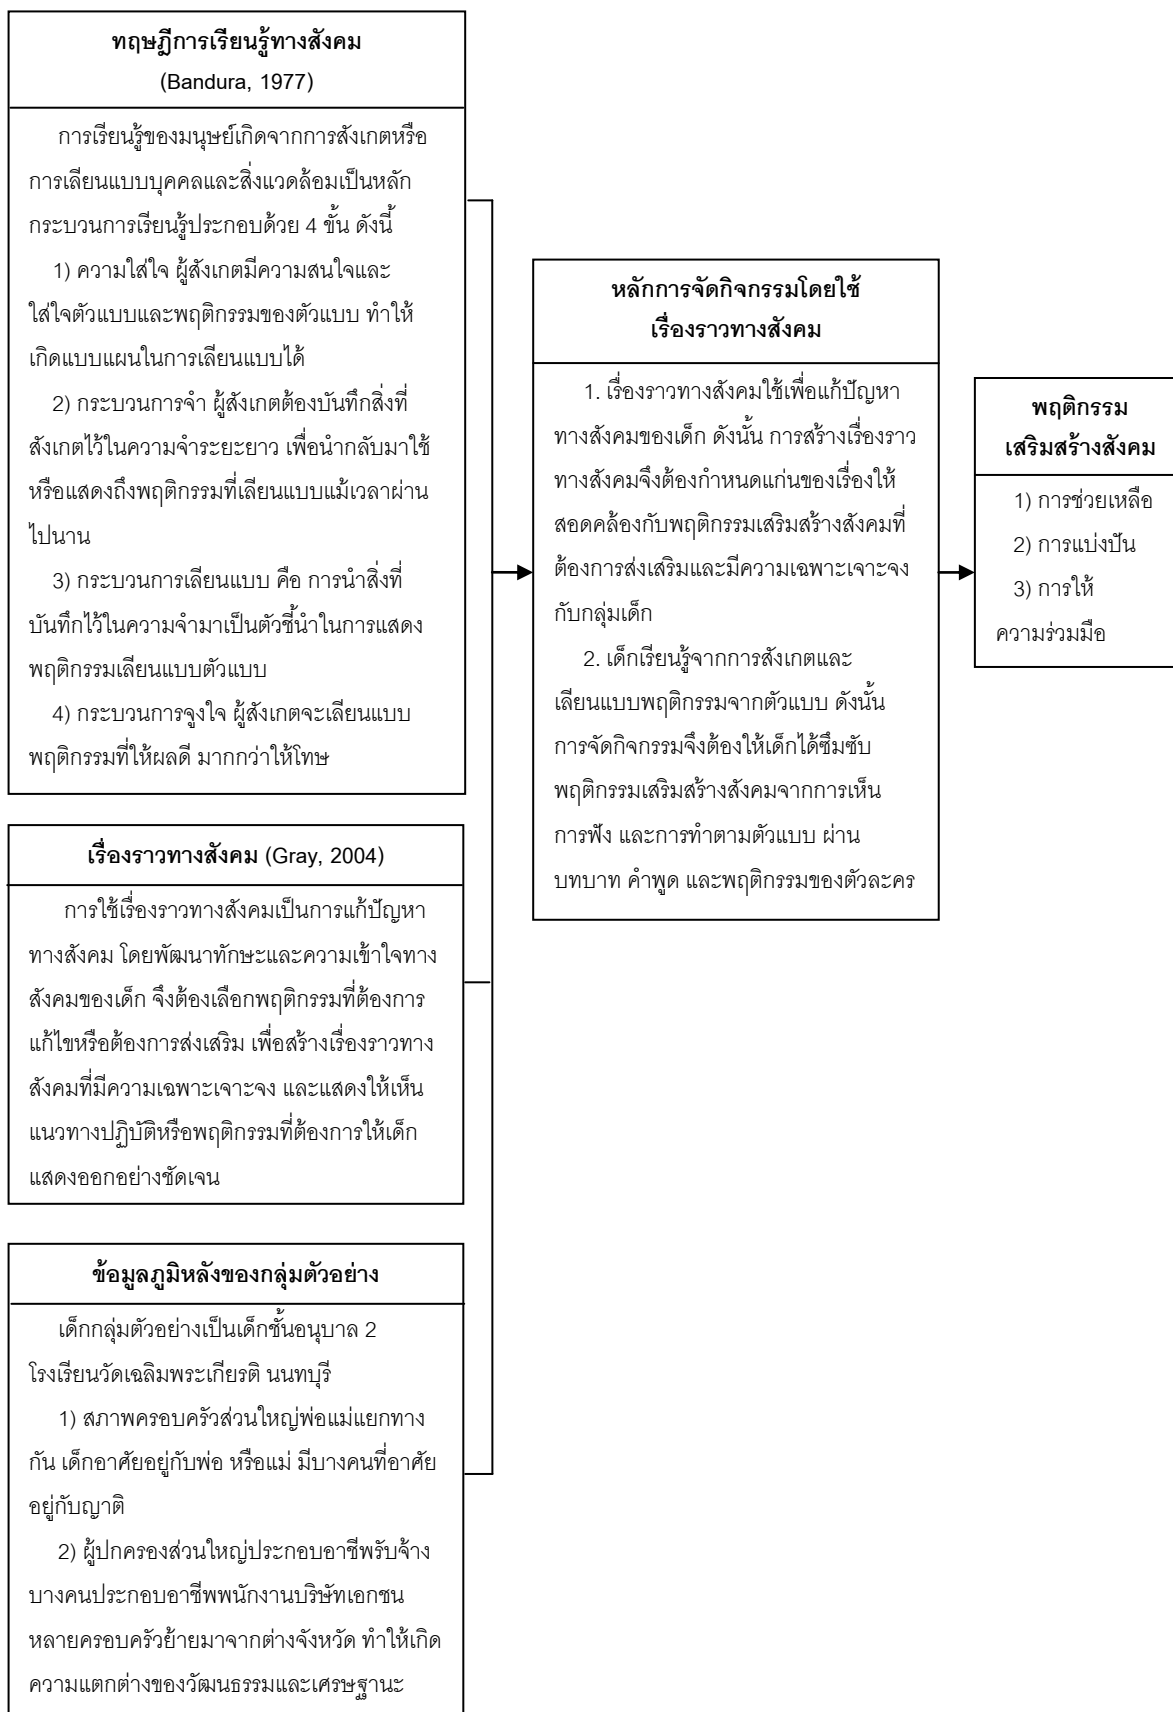 ทฤษฎีการเรียนรู้ทางสังคม
(Bandura, 1977)
การเรียนรู้ของมนุษย์เกิดจากการสังเกตหรือ
การเลียนแบบบุคคลและสิ่งแวดล้อมเป็นหลัก
กระบวนการเรียนรู้ประกอบด้วย 4 ขั้น ดังนี้
1) ความใส่ใจ ผู้สังเกตมีความสนใจและ
ใส่ใจตัวแบบและพฤติกรรมของตัวแบบ ทำให้
เกิดแบบแผนในการเลียนแบบได้
2) กระบวนการจำ ผู้สังเกตต้องบันทึกสิ่งที่
สังเกตไว้ในความจำระยะยาว เพื่อนำกลับมาใช้
หรือแสดงถึงพฤติกรรมที่เลียนแบบแม้เวลาผ่าน
ไปนาน
3) กระบวนการเลียนแบบ คือ การนำสิ่งที่
บันทึกไว้ในความจำมาเป็นตัวชี้นำในการแสดง
พฤติกรรมเลียนแบบตัวแบบ
4) กระบวนการจูงใจ ผู้สังเกตจะเลียนแบบ
พฤติกรรมที่ให้ผลดี มากกว่าให้โทษ
เรื่องราวทางสังคม (Gray, 2004)
การใช้เรื่องราวทางสังคมเป็นการแก้ปัญหา
ทางสังคม โดยพัฒนาทักษะและความเข้าใจทาง
สังคมของเด็ก จึงต้องเลือกพฤติกรรมที่ต้องการ
แก้ไขหรือต้องการส่งเสริม เพื่อสร้างเรื่องราวทาง
สังคมที่มีความเฉพาะเจาะจง และแสดงให้เห็น
แนวทางปฏิบัติหรือพฤติกรรมที่ต้องการให้เด็ก
แสดงออกอย่างชัดเจน
ข้อมูลภูมิหลังของกลุ่มตัวอย่าง
เด็กกลุ่มตัวอย่างเป็นเด็กชั้นอนุบาล 2
โรงเรียนวัดเฉลิมพระเกียรติ นนทบุรี
1) สภาพครอบครัวส่วนใหญ่พ่อแม่แยกทาง
กัน เด็กอาศัยอยู่กับพ่อ หรือแม่ มีบางคนที่อาศัย
อยู่กับญาติ
2) ผู้ปกครองส่วนใหญ่ประกอบอาชีพรับจ้าง
บางคนประกอบอาชีพพนักงานบริษัทเอกชน
หลายครอบครัวย้ายมาจากต่างจังหวัด ทำให้เกิด
ความแตกต่างของวัฒนธรรมและเศรษฐานะ
หลักการจัดกิจกรรมโดยใช้
เรื่องราวทางสังคม
1. เรื่องราวทางสังคมใช้เพื่อแก้ปัญหา
ทางสังคมของเด็ก ดังนั้น การสร้างเรื่องราว
ทางสังคมจึงต้องกำหนดแก่นของเรื่องให้
สอดคล้องกับพฤติกรรมเสริมสร้างสังคมที่
ต้องการส่งเสริมและมีความเฉพาะเจาะจง
กับกลุ่มเด็ก
2. เด็กเรียนรู้จากการสังเกตและ
เลียนแบบพฤติกรรมจากตัวแบบ ดังนั้น
การจัดกิจกรรมจึงต้องให้เด็กได้ซึมซับ
พฤติกรรมเสริมสร้างสังคมจากการเห็น
การฟัง และการทำตามตัวแบบ ผ่าน
บทบาท คำพูด และพฤติกรรมของตัวละคร
พฤติกรรม
เสริมสร้างสังคม
1) การช่วยเหลือ
2) การแบ่งปัน
3) การให้
ความร่วมมือ